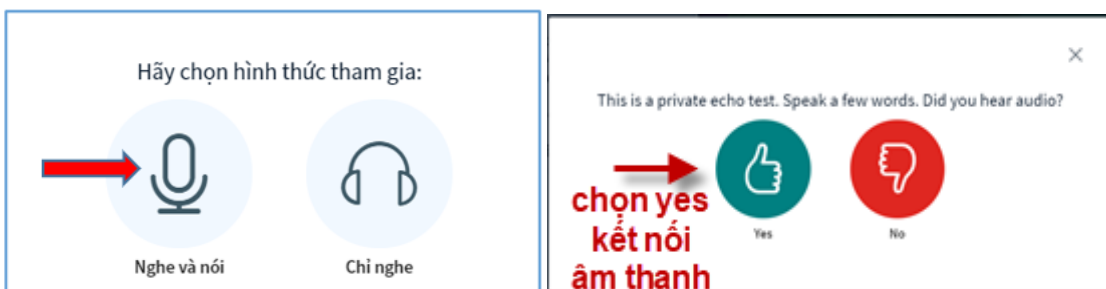 Hãy chọn hình thức tham gia:
Nghe và nói
Chỉ nghe
This is a private echo test. Speak a few words. Did you hear audio?
chọn yes
kết nối
âm thanh
Yes
No